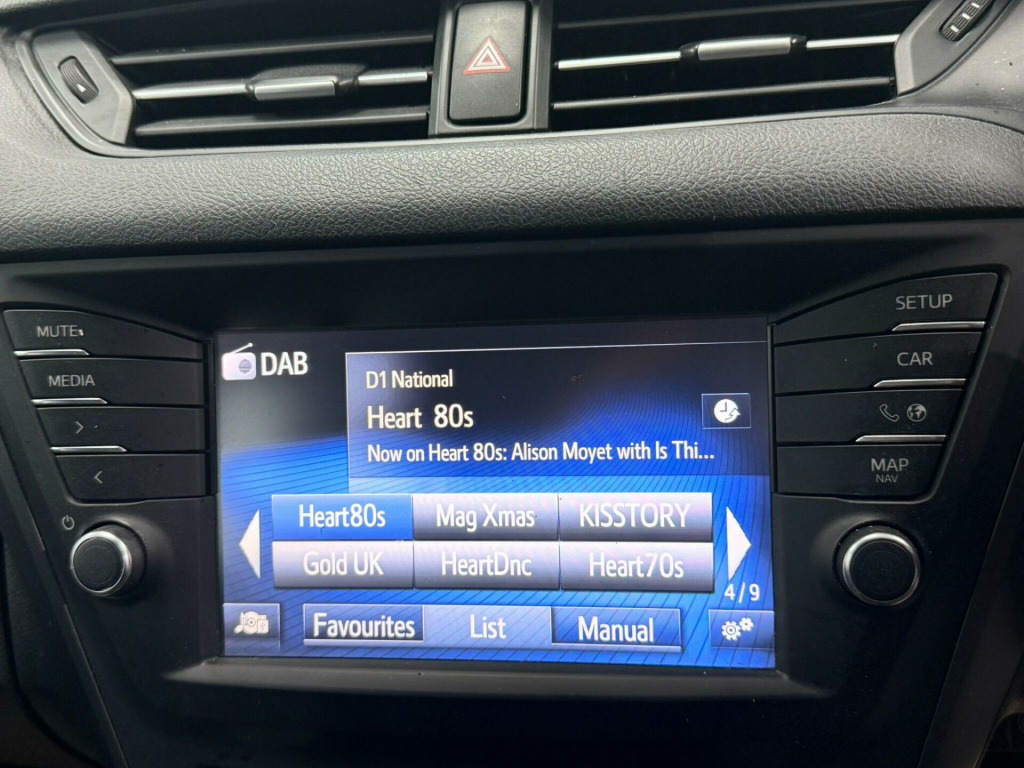 MUTE
MEDIA
>
<
DAB
D1 National
Heart 80s
Now on Heart 80s: Alison Moyet with Is Thi...
Heart80s Mag Xmas KISSTORY
Gold UK HeartDnc Heart70s
4/9
Favourites List Manual
SETUP
CAR
MAP
NAV